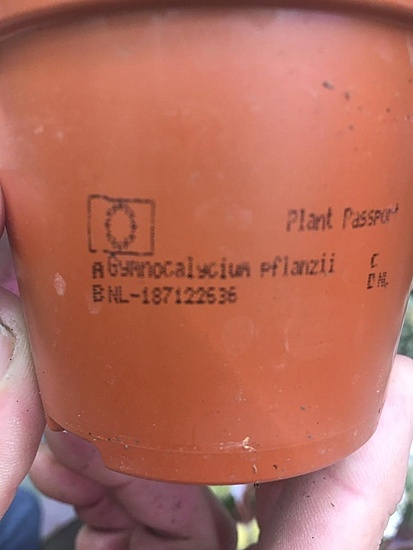 Plant Passport
A Gymnocalycium pflanzii
B NL-187122636
C
D NL